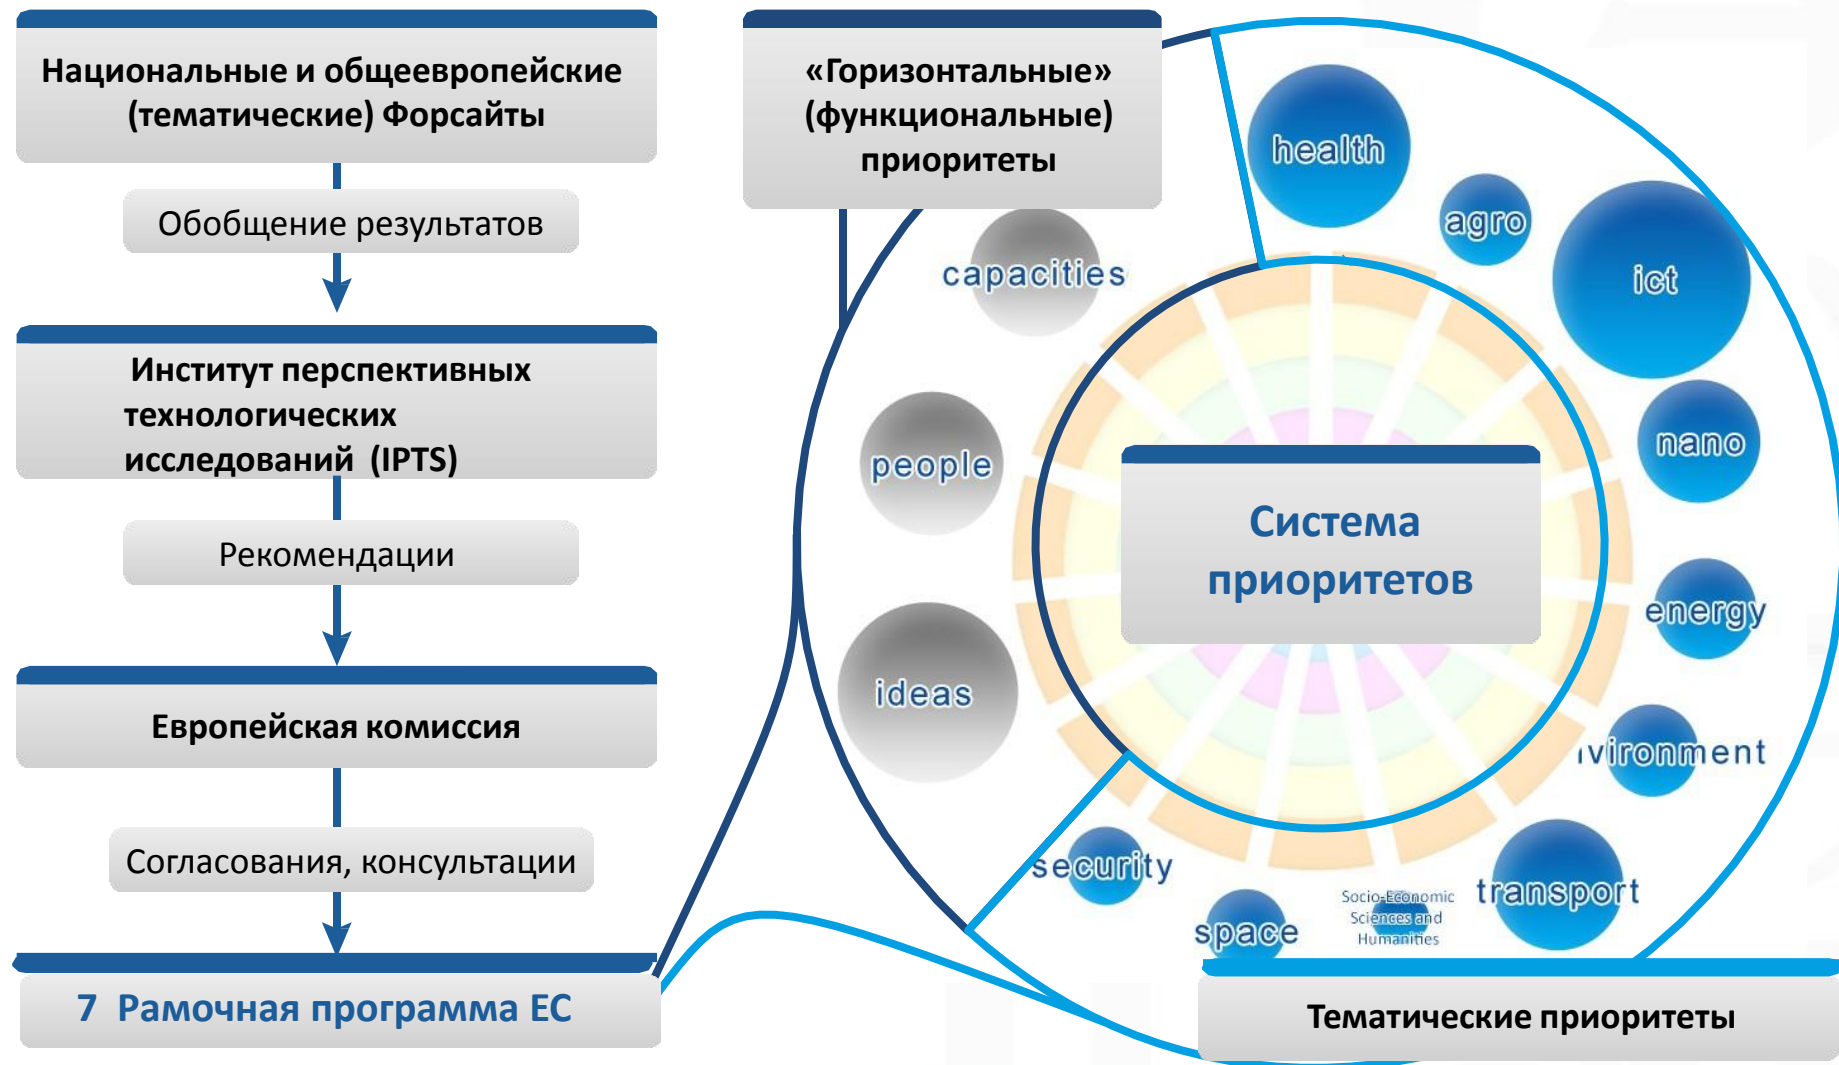 Национальные и общеевропейские
(тематические) Форсайты
Обобщение результатов
Институт перспективных
технологических
исследований (IPTS)
Рекомендации
Европейская комиссия
Согласования, консультации
7 Рамочная программа ЕС
«Горизонтальные»
(функциональные)
приоритеты
capacities
people
ideas
health
agro
ict
nano
energy
vironment
transport
Socio-Economic
Sciences and
Humanities
space
security
Система
приоритетов
Тематические приоритеты